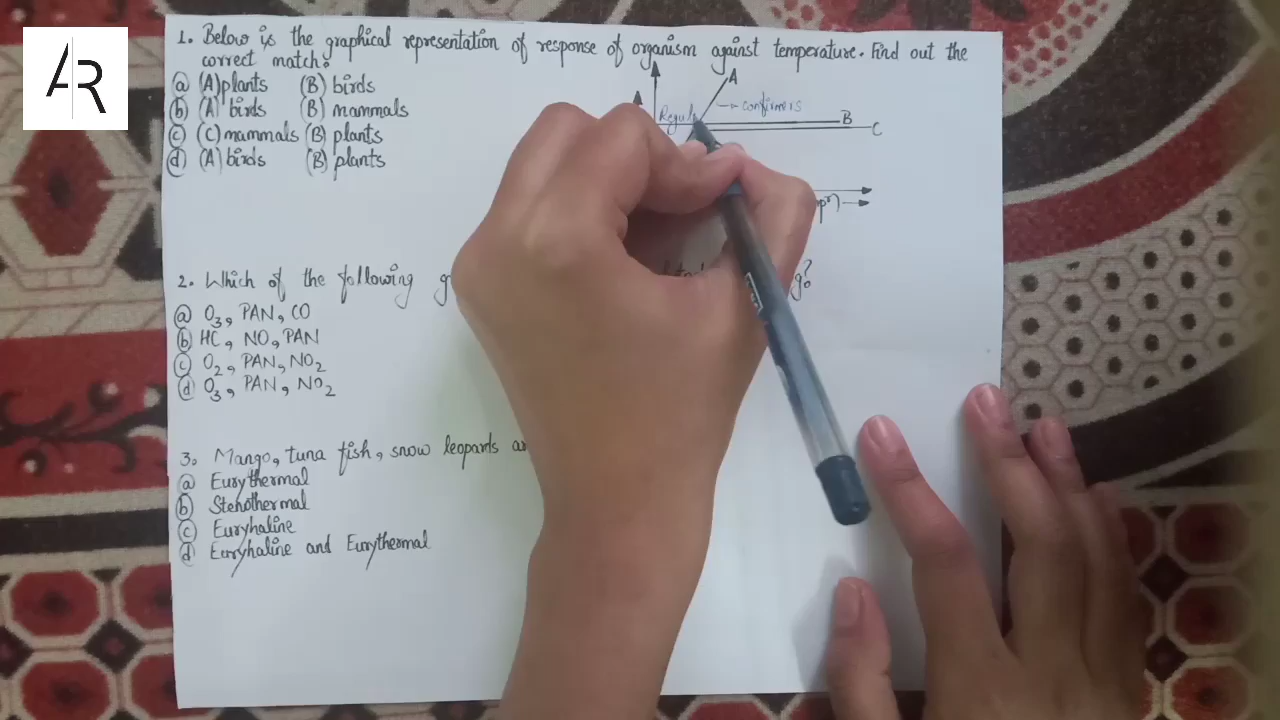 AR
1. Below is the graphical representation of response of organism against temperature. Find out the
correct match?
ⓐ (A) plants (B) birds
ⓑ (A) birds (B) mammals
ⓒ (C) mammals (B) plants
ⓓ (A) birds (B) plants
A
confirmers
Regul
B
C
2. Which of the following
g?
ⓐ O3, PAN, CO
ⓑ HC, NO, PAN
ⓒ O2, PAN, NO2
ⓓ O3, PAN, NO2
3. Mango, tuna fish, snow leopards
ⓐ Eurythermal
ⓑ Stenothermal
ⓒ Euryhaline
ⓓ Euryhaline and Eurythermal